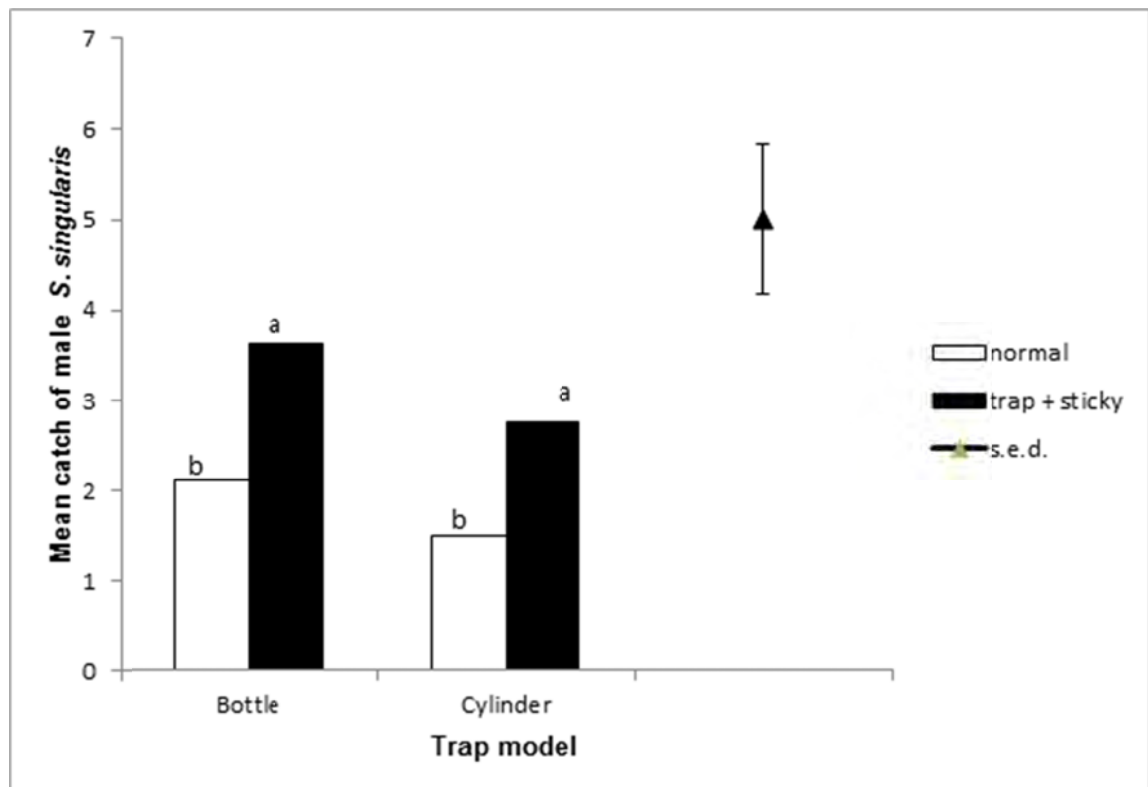 7
6
5
4
3
2
1
0
Mean catch of male S. singularis
b
a
b
a
Bottle
Cylinder
Trap model
normal
trap + sticky
s.e.d.